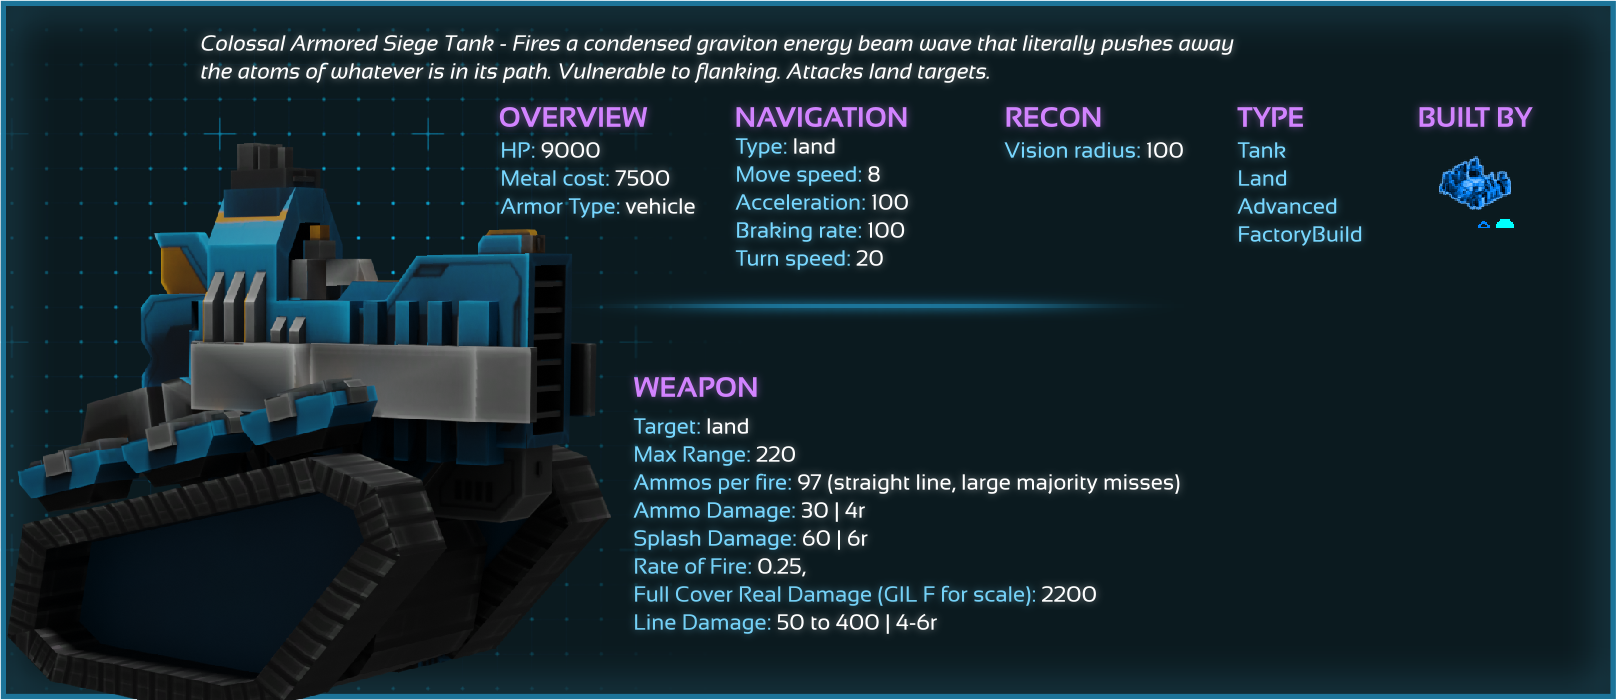 Colossal Armored Siege Tank - Fires a condensed graviton energy beam wave that literally pushes away
the atoms of whatever is in its path. Vulnerable to flanking. Attacks land targets.
OVERVIEW
HP: 9000
Metal cost: 7500
Armor Type: vehicle
NAVIGATION
Type: land
Move speed: 8
Acceleration: 100
Braking rate: 100
Turn speed: 20
RECON
Vision radius: 100
TYPE
Tank
Land
Advanced
FactoryBuild
BUILT BY
WEAPON
Target: land
Max Range: 220
Ammos per fire: 97 (straight line, large majority misses)
Ammo Damage: 30 | 4r
Splash Damage: 60 | 6r
Rate of Fire: 0.25,
Full Cover Real Damage (GIL F for scale): 2200
Line Damage: 50 to 400 | 4-6r